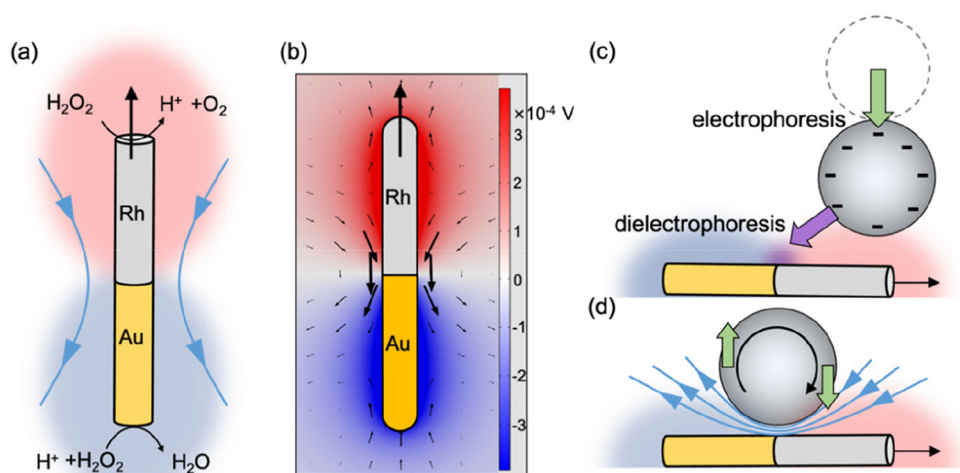 (a)
H₂O₂
H⁺ +O₂
Rh
Au
H⁺ +H₂O₂
H₂O
(b)
Rh
Au
×10⁻⁴ V
3
2
1
0
-1
-2
-3
(c)
electrophoresis
dielectrophoresis
(d)